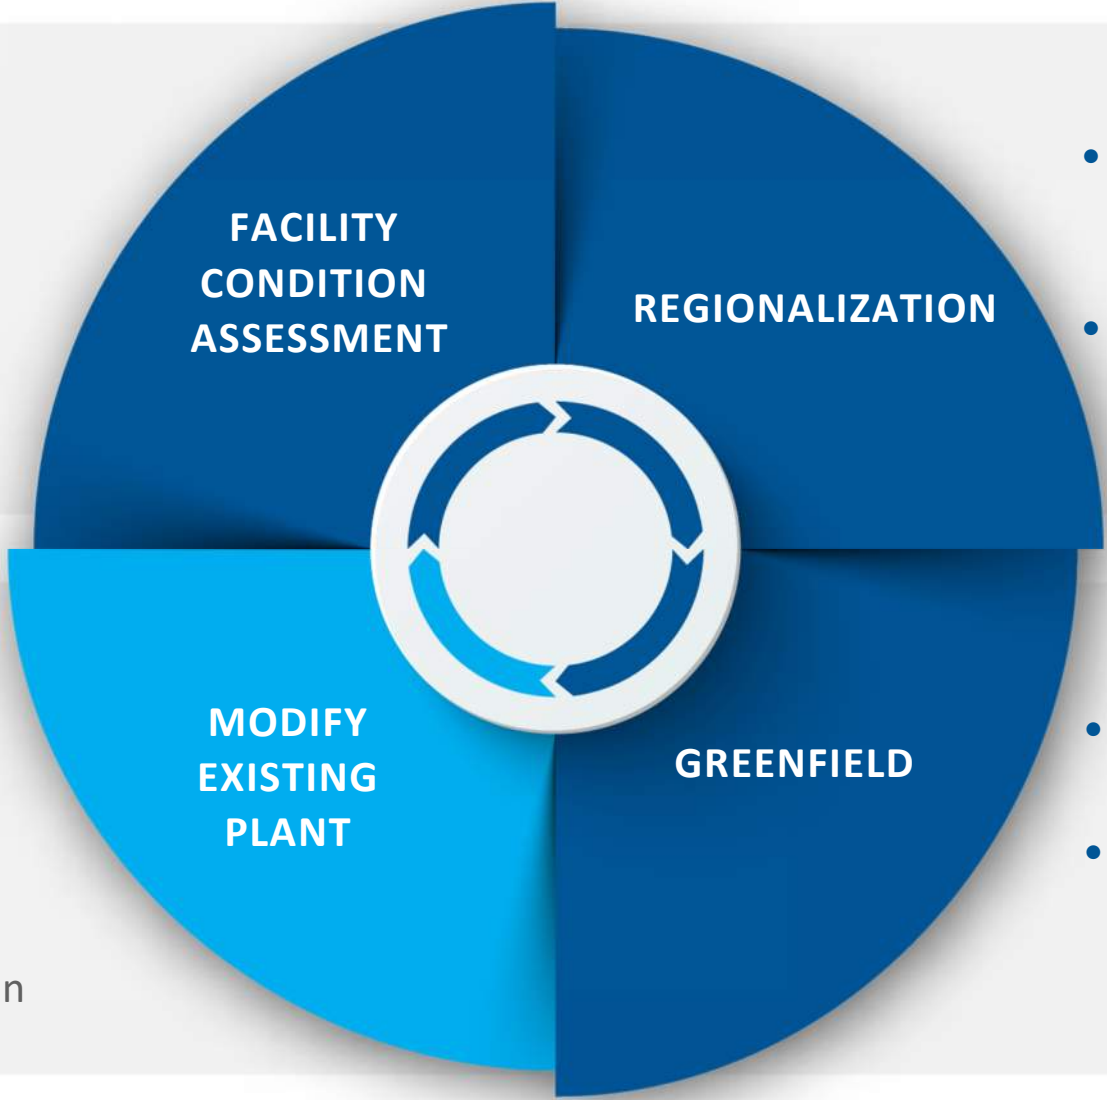 FACILITY
CONDITION
ASSESSMENT
REGIONALIZATION
•
•
MODIFY
EXISTING
PLANT
GREENFIELD
•
•
n